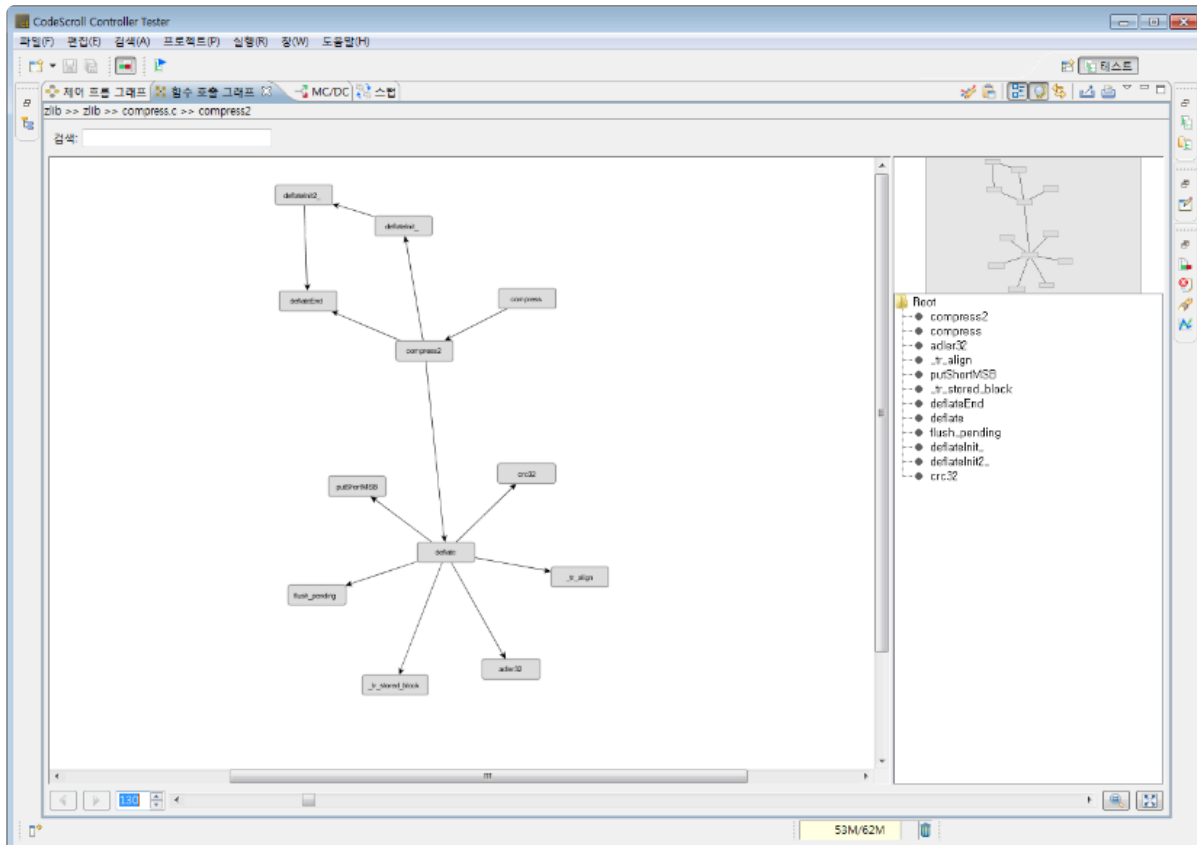 CodeScroll Controller Tester
파일(F) 편집(E) 검색(A) 프로젝트(P) 실행(R) 창(W) 도움말(H)
테스트
제어 흐름 그래프 함수 호출 그래프 MC/DC 스텁
zlib >> zlib >> compress.c >> compress2
검색:
deflateInit2_
deflateInit_
deflateEnd
compress
compress2
crc32
putShortMSB
deflate
_tr_align
flush_pending
adler32
_tr_stored_block
Root
compress2
compress
adler32
_tr_align
putShortMSB
_tr_stored_block
deflateEnd
deflate
flush_pending
deflateInit_
deflateInit2_
crc32
130
53M/62M